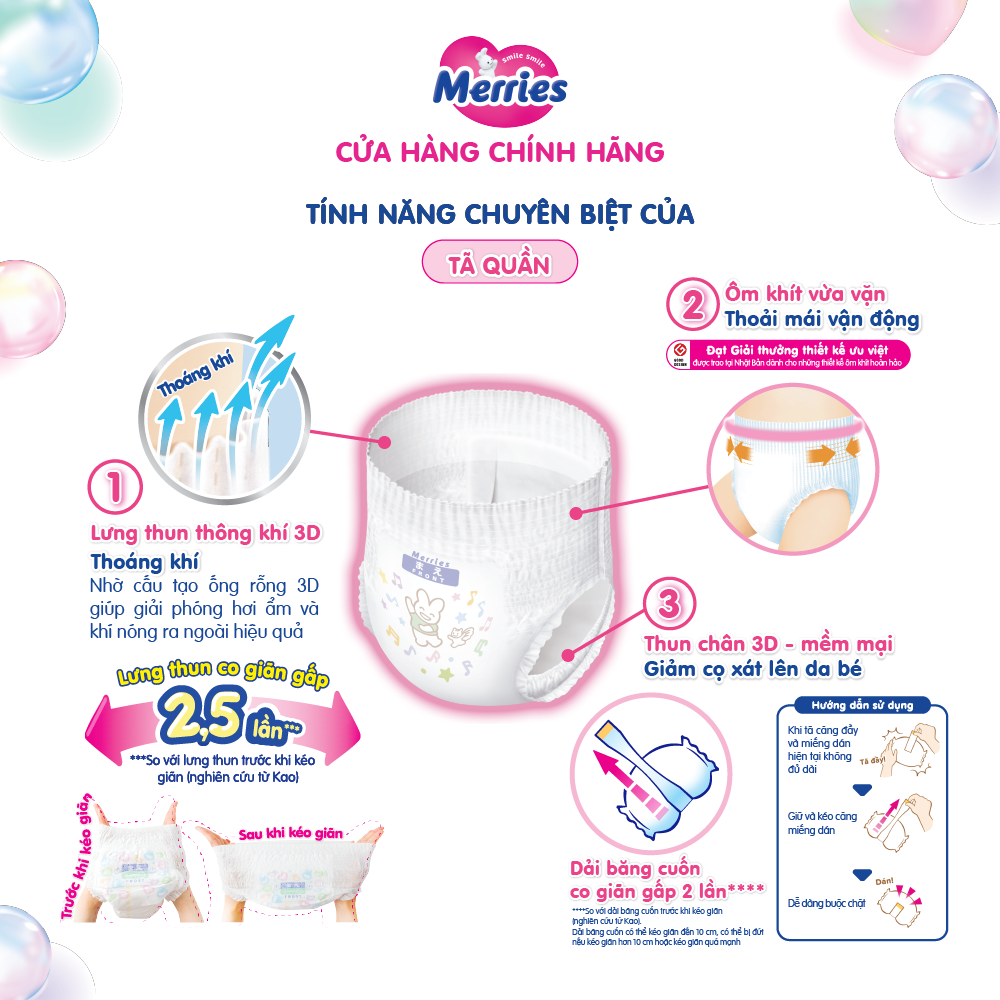 smile smile
Merries
CỬA HÀNG CHÍNH HÃNG
TÍNH NĂNG CHUYÊN BIỆT CỦA
TÃ QUẦN
Thoáng khí
1
Lưng thun thông khí 3D
Thoáng khí
Nhờ cấu tạo ống rỗng 3D
giúp giải phóng hơi ẩm và
khí nóng ra ngoài hiệu quả
Lưng thun co giãn gấp
2,5 lần***
***So với lưng thun trước khi kéo
giãn (nghiên cứu từ Kao)
Trước khi kéo giãn
Sau khi kéo giãn
Merries
まえ
FRONT
2
Ôm khít vừa vặn
Thoải mái vận động
GOOD
DESIGN
Đạt Giải thưởng thiết kế ưu việt
được trao tại Nhật Bản dành cho những thiết kế ôm khít hoàn hảo
3
Thun chân 3D - mềm mại
Giảm cọ xát lên da bé
Dải băng cuốn
co giãn gấp 2 lần****
****So với dải băng cuốn trước khi kéo giãn
(nghiên cứu từ Kao).
Dải băng cuốn có thể kéo giãn đến 10 cm, có thể bị đứt
nếu kéo giãn hơn 10 cm hoặc kéo giãn quá mạnh
Hướng dẫn sử dụng
Khi tã căng đầy
và miếng dán
hiện tại không
đủ dài
Tã đầy!
Giữ và kéo căng
miếng dán
Dán!
Dễ dàng buộc chặt